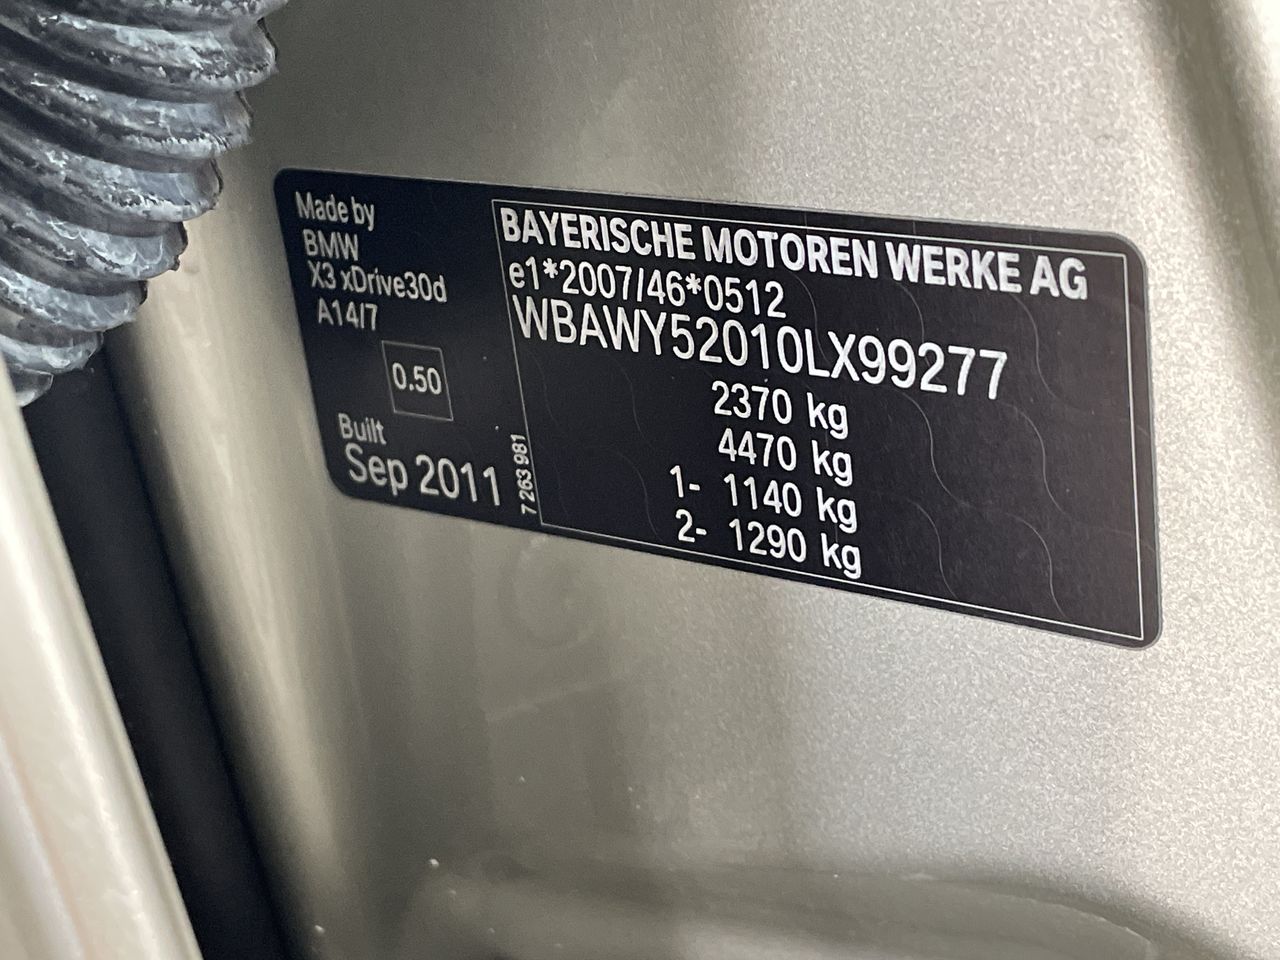 Made by
BMW
X3 xDrive30d
A14/7
0.50
Built
Sep 2011
7 263 981
BAYERISCHE MOTOREN WERKE AG
e1*2007/46*0512
WBAWY52010LX99277
2370 kg
4470 kg
1- 1140 kg
2- 1290 kg